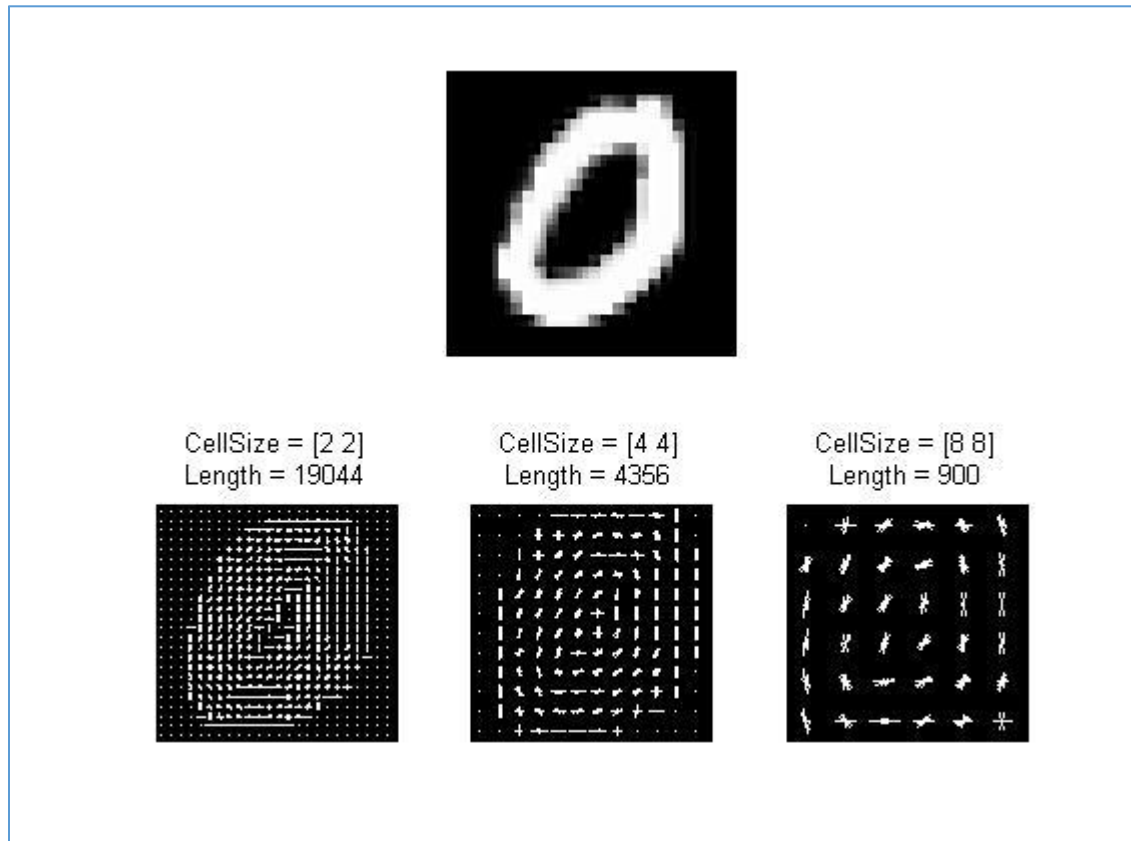 CellSize = [2 2]
Length = 19044
CellSize = [4 4]
Length = 4356
CellSize = [8 8]
Length = 900